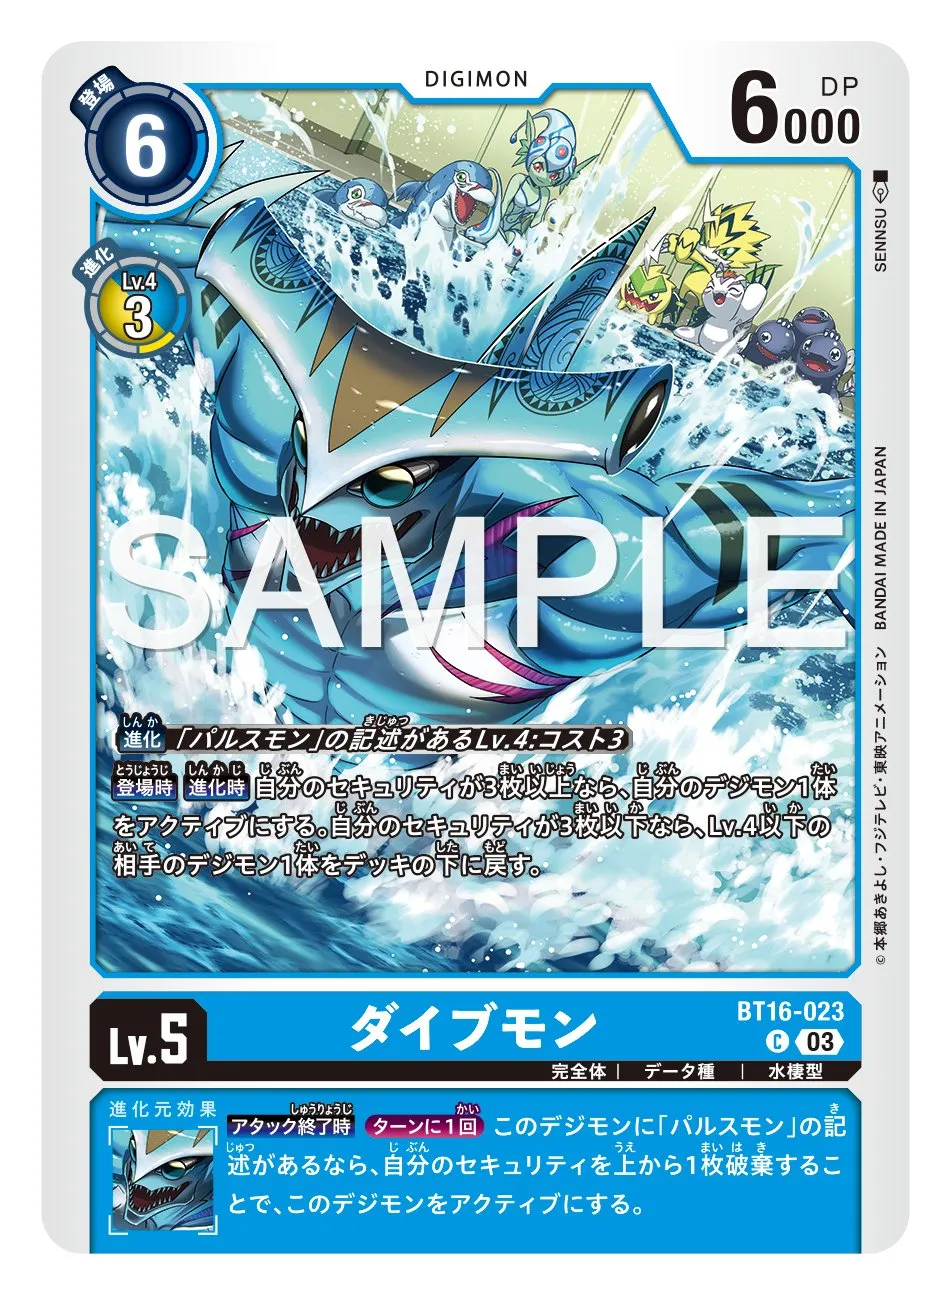 DIGIMON
登場
6
DP
6000
進化
Lv.4
3
SENNSU
BANDAI MADE IN JAPAN
©本郷あきよし・フジテレビ・東映アニメーション
SAMPLE
進化 「パルスモン」の記述があるLv.4:コスト3
登場時 進化時 自分のセキュリティが3枚以上なら、自分のデジモン1体
をアクティブにする。自分のセキュリティが3枚以下なら、Lv.4以下の
相手のデジモン1体をデッキの下に戻す。
Lv.5
ダイブモン
BT16-023
C 03
完全体 | データ種 | 水棲型
進化元効果
アタック終了時 ターンに1回 このデジモンに「パルスモン」の記
述があるなら、自分のセキュリティを上から1枚破棄するこ
とで、このデジモンをアクティブにする。